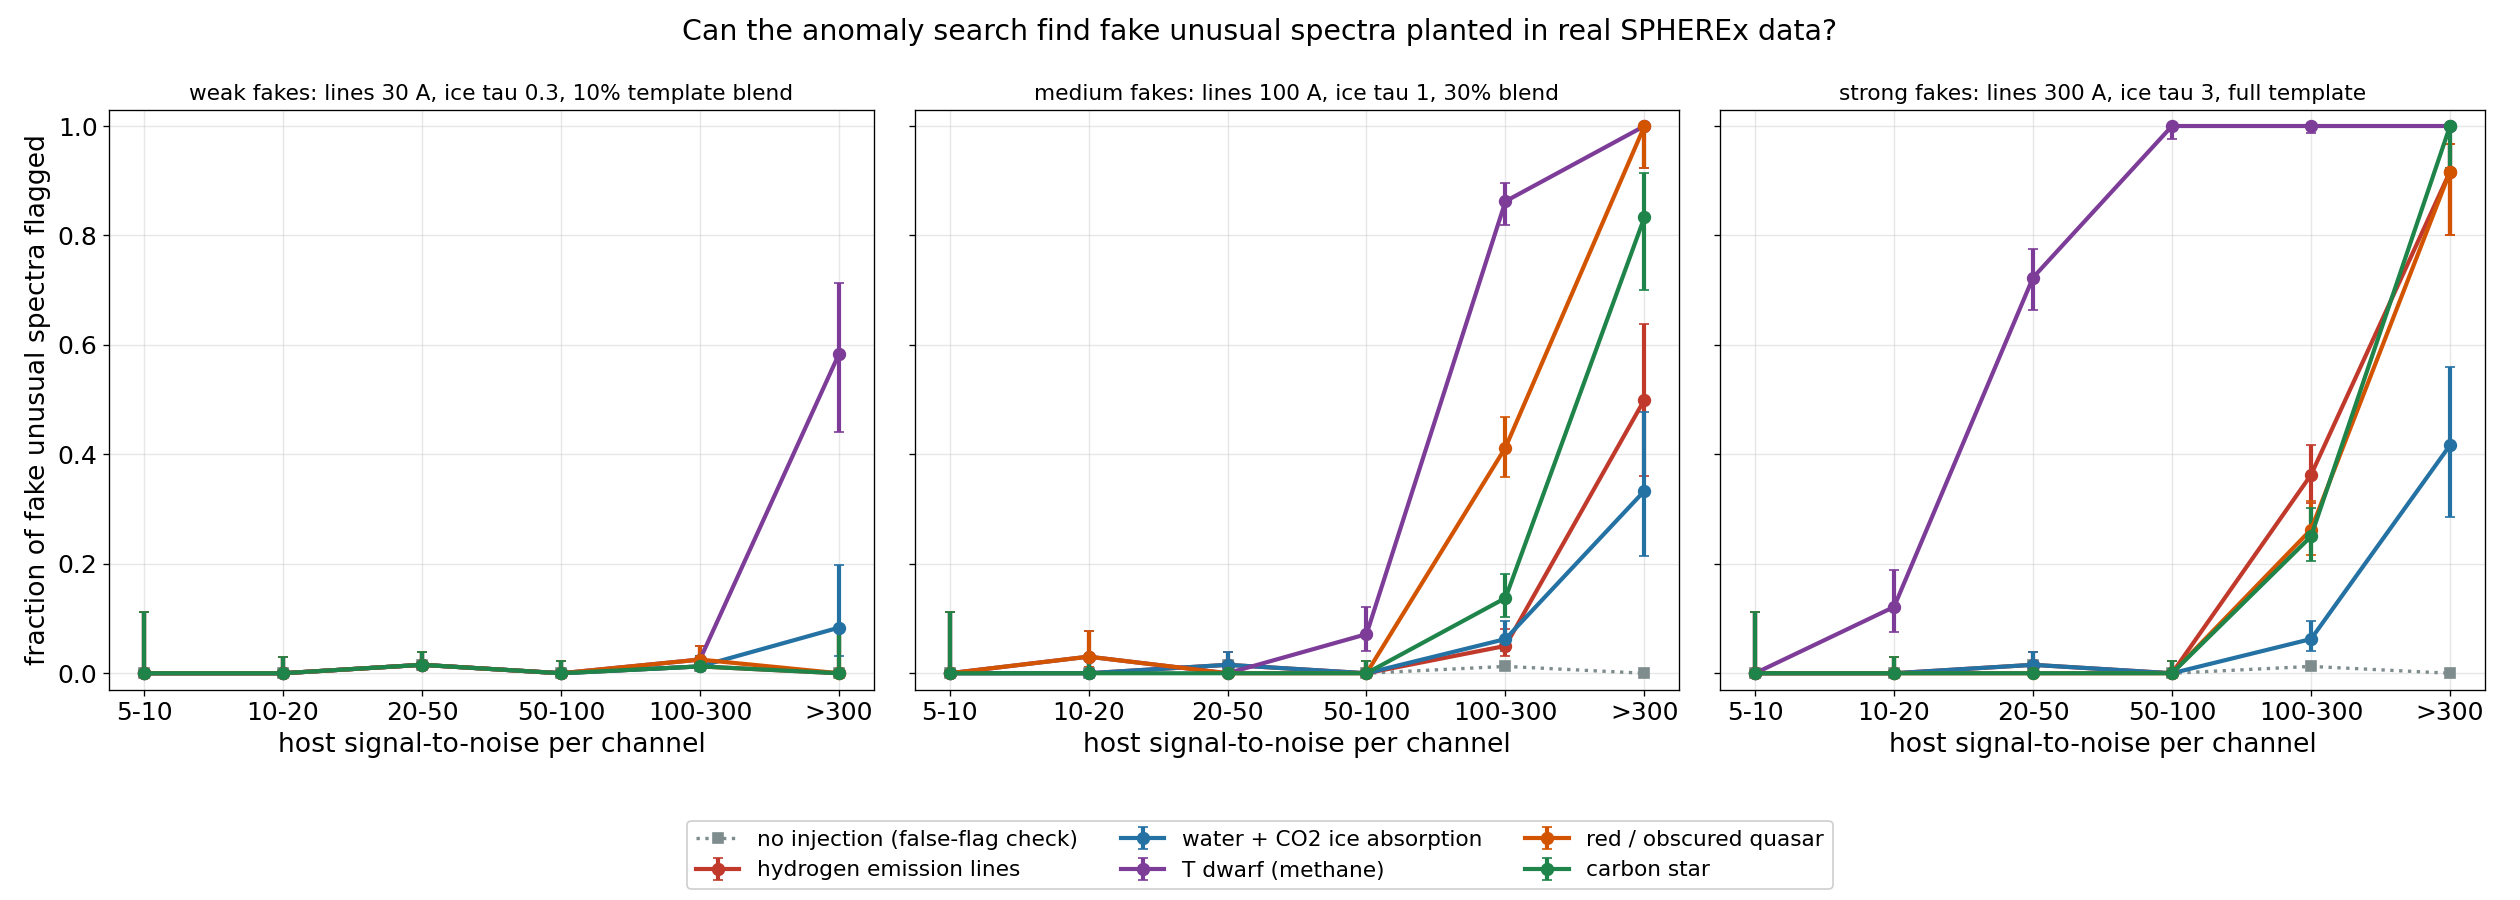 Can the anomaly search find fake unusual spectra planted in real SPHEREx data?
weak fakes: lines 30 A, ice tau 0.3, 10% template blend
medium fakes: lines 100 A, ice tau 1, 30% blend
strong fakes: lines 300 A, ice tau 3, full template
fraction of fake unusual spectra flagged
1.0
0.8
0.6
0.4
0.2
0.0
5-10 10-20 20-50 50-100 100-300 >300
5-10 10-20 20-50 50-100 100-300 >300
5-10 10-20 20-50 50-100 100-300 >300
host signal-to-noise per channel
host signal-to-noise per channel
host signal-to-noise per channel
no injection (false-flag check)
hydrogen emission lines
water + CO2 ice absorption
T dwarf (methane)
red / obscured quasar
carbon star